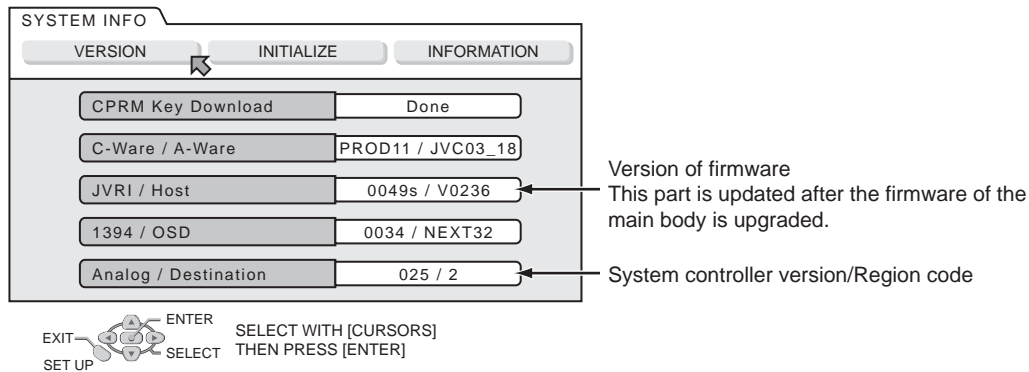 SYSTEM INFO
VERSION INITIALIZE INFORMATION
CPRM Key Download Done
C-Ware / A-Ware PROD11 / JVC03_18
JVRI / Host 0049s / V0236
1394 / OSD 0034 / NEXT32
Analog / Destination 025 / 2
Version of firmware
This part is updated after the firmware of the
main body is upgraded.
System controller version/Region code
EXIT
SET UP
ENTER
SELECT
SELECT WITH [CURSORS]
THEN PRESS [ENTER]